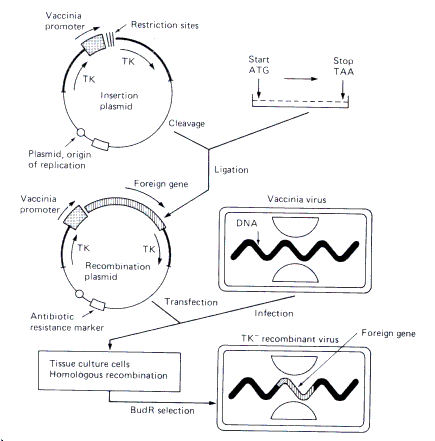 Vaccinia
promoter
Restriction sites
TK
TK
Insertion
plasmid
Plasmid, origin
of replication
Start
ATG
Stop
TAA
Cleavage
Ligation
Foreign gene
Vaccinia
promoter
TK
TK
Recombination
plasmid
Antibiotic
resistance marker
Vaccinia virus
DNA
Transfection
Infection
Tissue culture cells
Homologous recombination
BudR selection
TK⁻ recombinant virus
Foreign gene